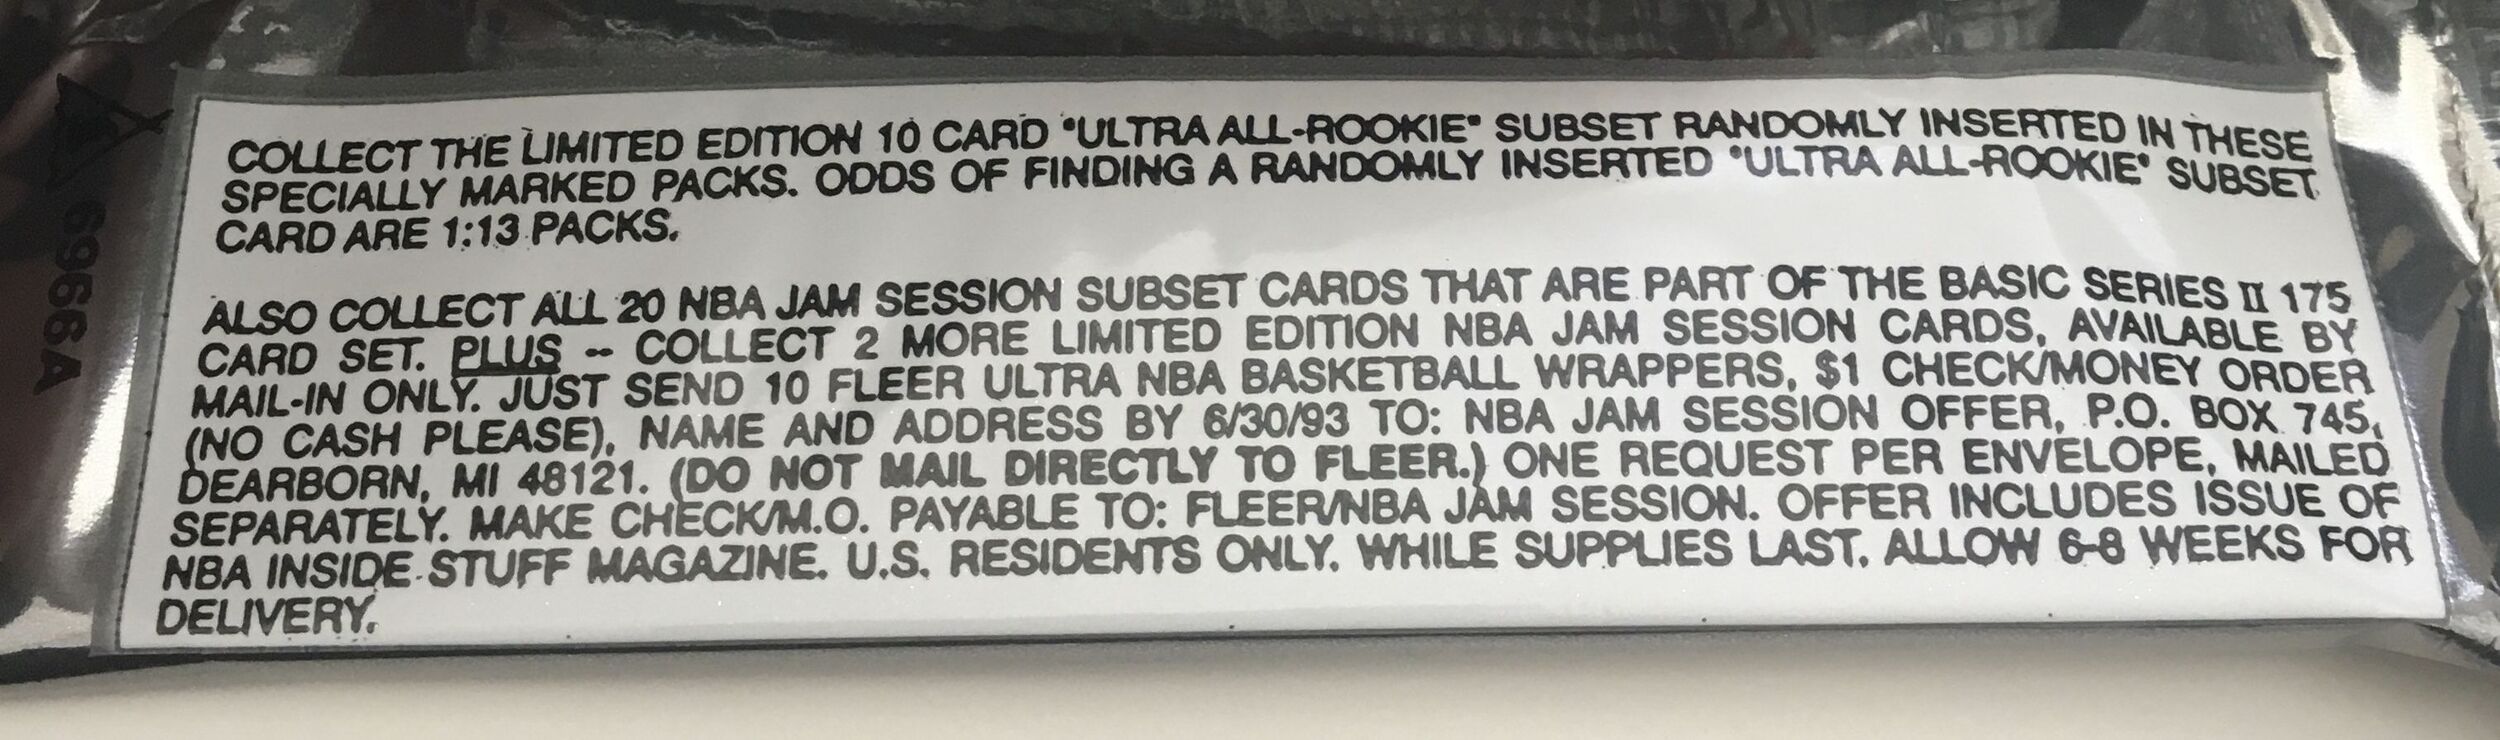 COLLECT THE LIMITED EDITION 10 CARD "ULTRA ALL-ROOKIE" SUBSET RANDOMLY INSERTED IN THESE
SPECIALLY MARKED PACKS. ODDS OF FINDING A RANDOMLY INSERTED "ULTRA ALL-ROOKIE" SUBSET
CARD ARE 1:13 PACKS.
ALSO COLLECT ALL 20 NBA JAM SESSION SUBSET CARDS THAT ARE PART OF THE BASIC SERIES II 175
CARD SET. PLUS -- COLLECT 2 MORE LIMITED EDITION NBA JAM SESSION CARDS, AVAILABLE BY
MAIL-IN ONLY. JUST SEND 10 FLEER ULTRA NBA BASKETBALL WRAPPERS, $1 CHECK/MONEY ORDER
(NO CASH PLEASE), NAME AND ADDRESS BY 6/30/93 TO: NBA JAM SESSION OFFER, P.O. BOX 745,
DEARBORN, MI 48121. (DO NOT MAIL DIRECTLY TO FLEER.) ONE REQUEST PER ENVELOPE, MAILED
SEPARATELY. MAKE CHECK/M.O. PAYABLE TO: FLEER/NBA JAM SESSION. OFFER INCLUDES ISSUE OF
NBA INSIDE STUFF MAGAZINE. U.S. RESIDENTS ONLY. WHILE SUPPLIES LAST. ALLOW 6-8 WEEKS FOR
DELIVERY.
6966A